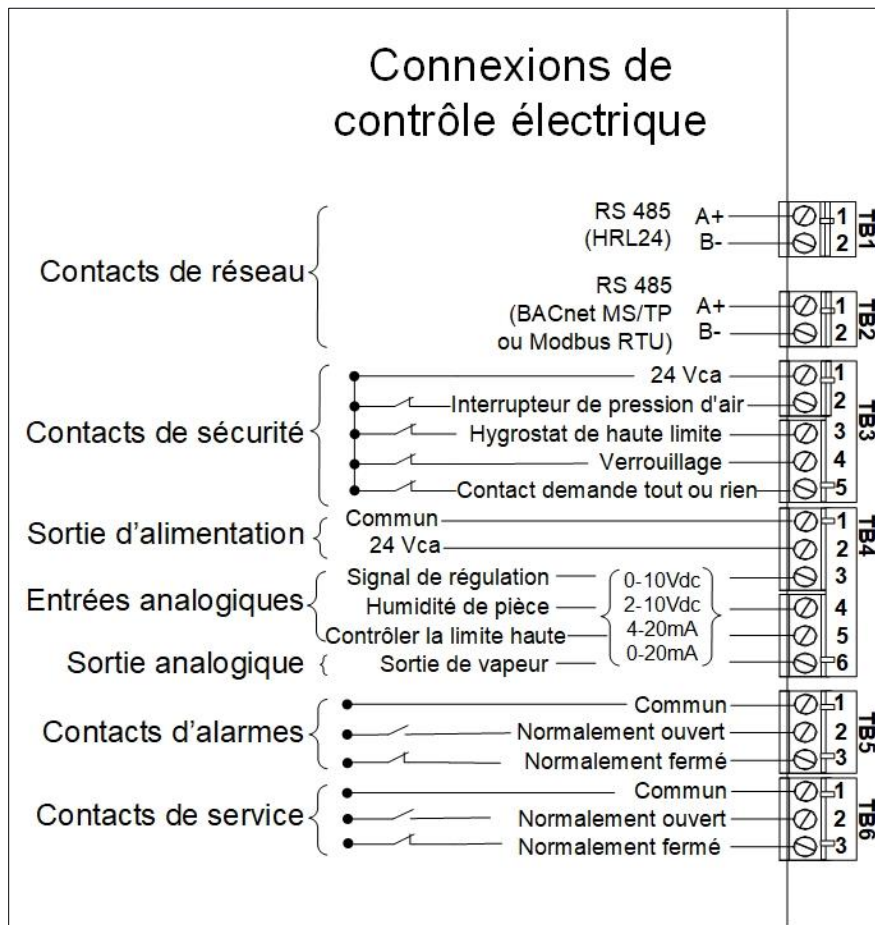 Connexions de
contrôle électrique
Contacts de réseau
RS 485
(HRL24)
A+
B-
1
2
TB1
RS 485
(BACnet MS/TP
ou Modbus RTU)
A+
B-
1
2
TB2
Contacts de sécurité
24 Vca
Interrupteur de pression d'air
Hygrostat de haute limite
Verrouillage
Contact demande tout ou rien
1
2
3
4
5
TB3
Sortie d'alimentation
Commun
24 Vca
1
2
TB4
Entrées analogiques
Signal de régulation
Humidité de pièce
Contrôler la limite haute
0-10Vdc
2-10Vdc
4-20mA
0-20mA
3
4
5
Sortie analogique
Sortie de vapeur
6
Contacts d'alarmes
Commun
Normalement ouvert
Normalement fermé
1
2
3
TB5
Contacts de service
Commun
Normalement ouvert
Normalement fermé
1
2
3
TB6